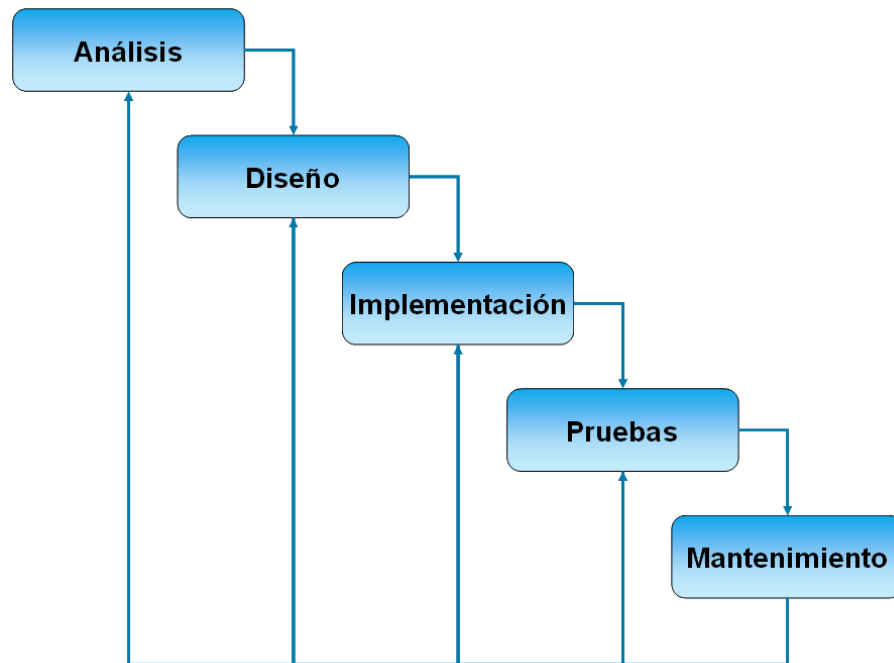 Análisis
Diseño
Implementación
Pruebas
Mantenimiento